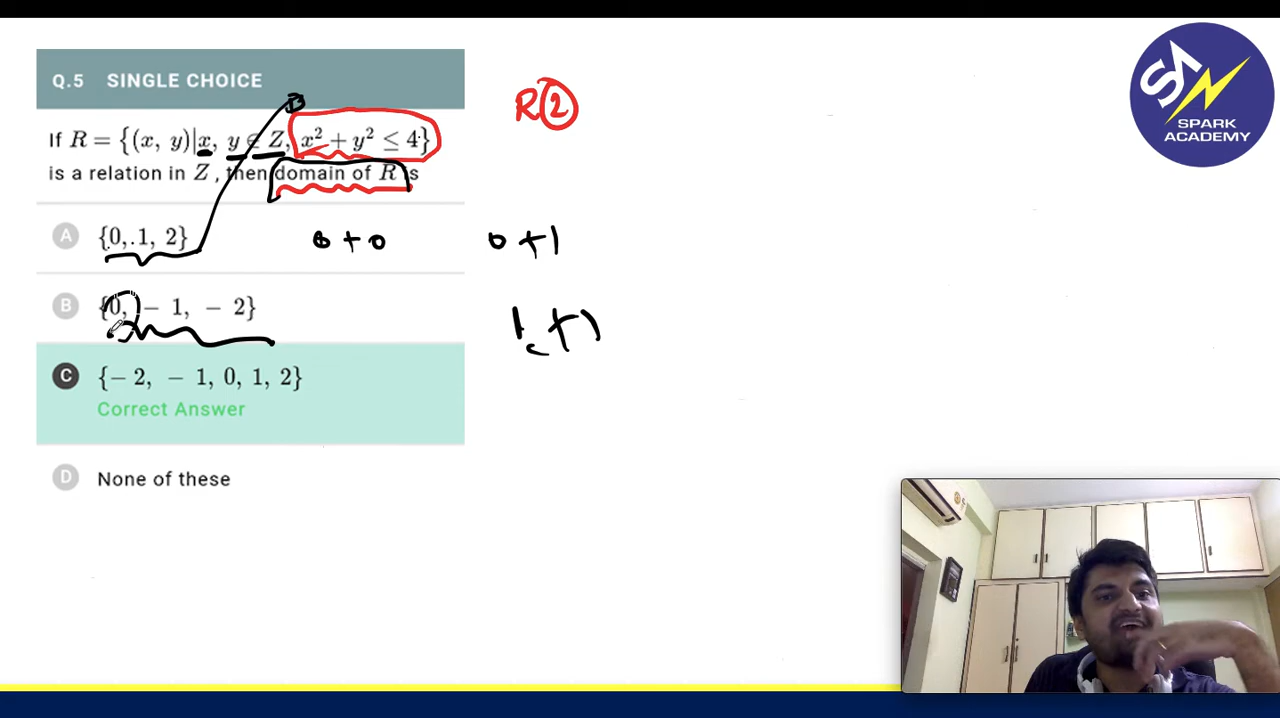 Q.5 SINGLE CHOICE
If R = {(x, y)|x, y ∈ Z, x² + y² ≤ 4}
is a relation in Z , then domain of R is
A {0, 1, 2}
B {0, − 1, − 2}
C {− 2, − 1, 0, 1, 2}
Correct Answer
D None of these
R 2
0 + 0
0 + 1
1 + 1
SPARK
ACADEMY